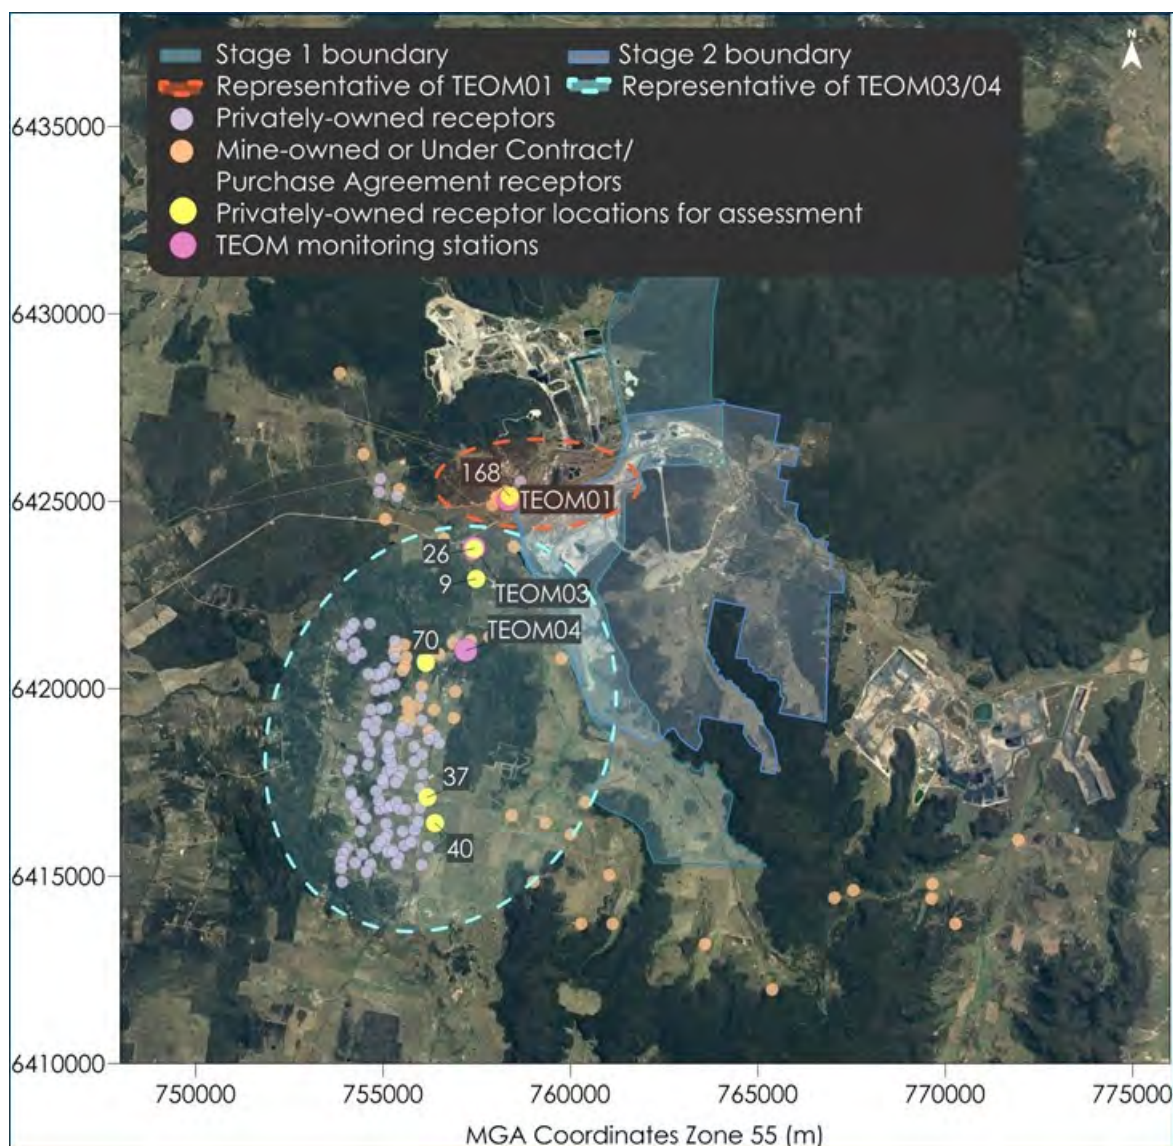 N
Stage 1 boundary Stage 2 boundary
Representative of TEOM01 Representative of TEOM03/04
Privately-owned receptors
Mine-owned or Under Contract/
Purchase Agreement receptors
Privately-owned receptor locations for assessment
TEOM monitoring stations
6435000
6430000
168
TEOM01
6425000
26
9
TEOM03
TEOM04
70
6420000
37
40
6415000
6410000
750000 755000 760000 765000 770000 775000
MGA Coordinates Zone 55 (m)